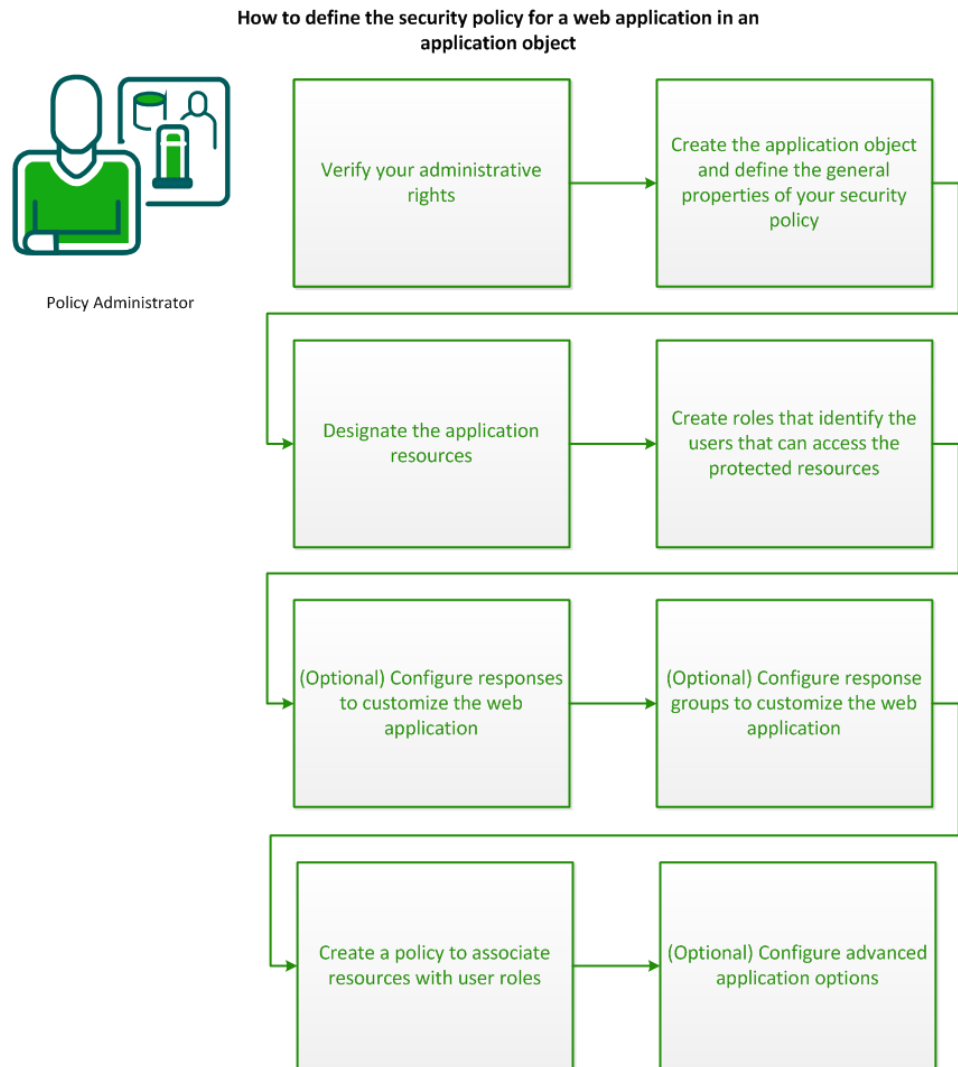 How to define the security policy for a web application in an
application object
Policy Administrator
Verify your administrative
rights
Create the application object
and define the general
properties of your security
policy
Designate the application
resources
Create roles that identify the
users that can access the
protected resources
(Optional) Configure responses
to customize the web
application
(Optional) Configure response
groups to customize the web
application
Create a policy to associate
resources with user roles
(Optional) Configure advanced
application options